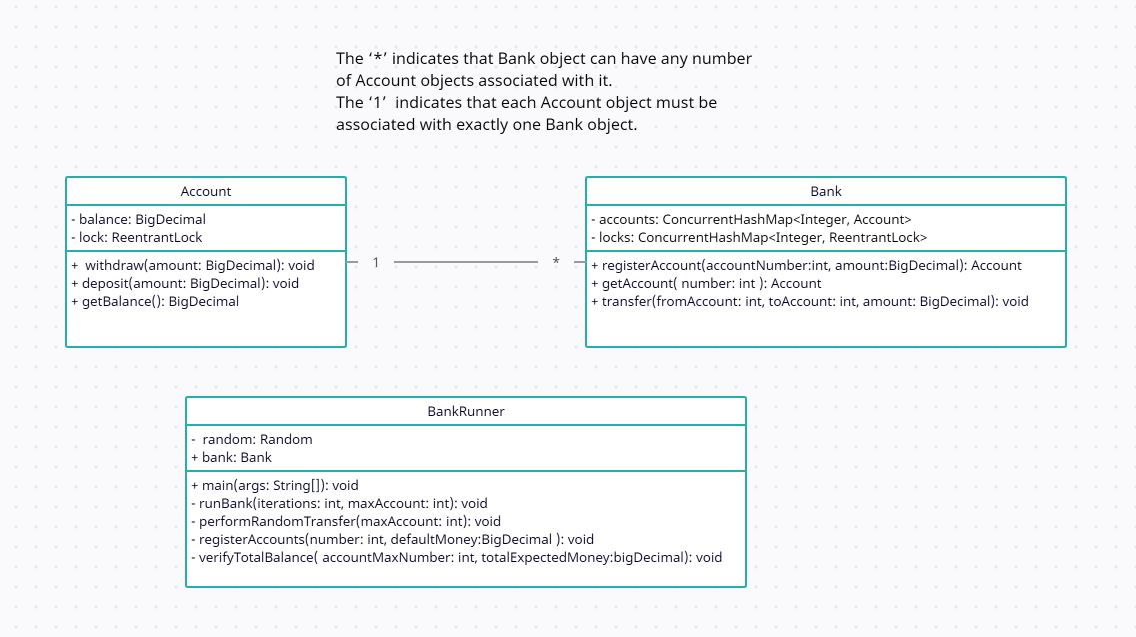 The ‘*’ indicates that Bank object can have any number
of Account objects associated with it.
The ‘1’  indicates that each Account object must be
associated with exactly one Bank object.
Account
- balance: BigDecimal
- lock: ReentrantLock
+  withdraw(amount: BigDecimal): void
+ deposit(amount: BigDecimal): void
+ getBalance(): BigDecimal
1
*
Bank
- accounts: ConcurrentHashMap<Integer, Account>
- locks: ConcurrentHashMap<Integer, ReentrantLock>
+ registerAccount(accountNumber:int, amount:BigDecimal): Account
+ getAccount( number: int ): Account
+ transfer(fromAccount: int, toAccount: int, amount: BigDecimal): void
BankRunner
-  random: Random
+ bank: Bank
+ main(args: String[]): void
- runBank(iterations: int, maxAccount: int): void
- performRandomTransfer(maxAccount: int): void
- registerAccounts(number: int, defaultMoney:BigDecimal ): void
- verifyTotalBalance( accountMaxNumber: int, totalExpectedMoney:bigDecimal): void